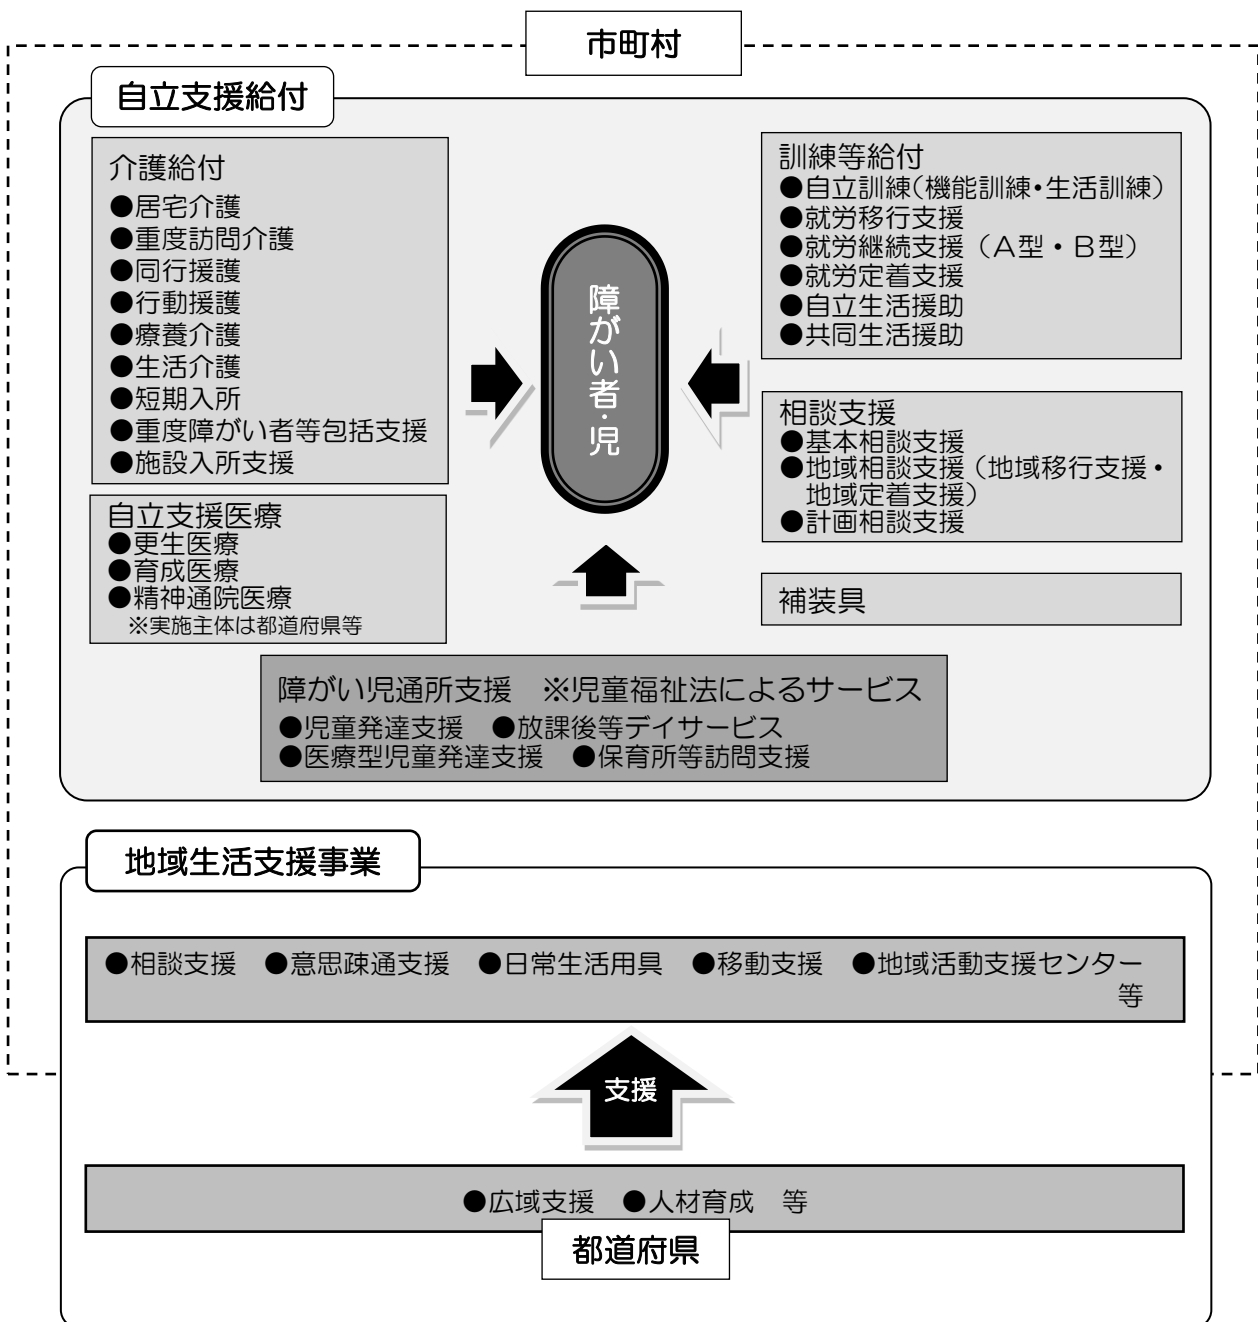 市町村
自立支援給付
介護給付
●居宅介護
●重度訪問介護
●同行援護
●行動援護
●療養介護
●生活介護
●短期入所
●重度障がい者等包括支援
●施設入所支援
自立支援医療
●更生医療
●育成医療
●精神通院医療
※実施主体は都道府県等
障がい者・児
訓練等給付
●自立訓練(機能訓練・生活訓練)
●就労移行支援
●就労継続支援(A型・B型)
●就労定着支援
●自立生活援助
●共同生活援助
相談支援
●基本相談支援
●地域相談支援(地域移行支援・
地域定着支援)
●計画相談支援
補装具
障がい児通所支援 ※児童福祉法によるサービス
●児童発達支援 ●放課後等デイサービス
●医療型児童発達支援 ●保育所等訪問支援
地域生活支援事業
●相談支援 ●意思疎通支援 ●日常生活用具 ●移動支援 ●地域活動支援センター
等
支援
●広域支援 ●人材育成 等
都道府県